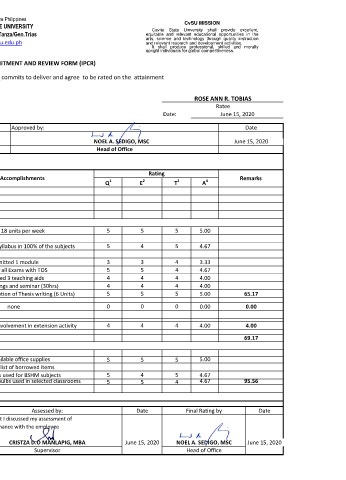 e Philippines
E UNIVERSITY
Tanza/Gen.Trias
u.edu.ph
CvSU MISSION
Cavite State University shall provide excellent,
equitable and relevant educational opportunities in the
arts, science and technology through quality instruction
and relevant research and development activities.
It shall produce professional, skilled and morally
upright individuals for global competitiveness.
MITMENT AND REVIEW FORM (IPCR)
commits to deliver and agree to be rated on the attainment
ROSE ANN R. TOBIAS
Ratee
Date: June 15, 2020
Approved by: Date
NOEL A. SEDIGO, MSC June 15, 2020
Head of Office
Accomplishments Rating Remarks
Q1 E2 T3 A4
18 units per week 5 5 5 5.00
yllabus in 100% of the subjects 5 4 5 4.67
mitted 1 module 3 3 4 3.33
all Exams with TOS 5 5 4 4.67
ed 3 teaching aids 4 4 4 4.00
ngs and seminar (30hrs) 4 4 4 4.00
tion of Thesis writing (6 Units) 5 5 5 5.00 65.17
none 0 0 0 0.00 0.00
volvement in extension activity 4 4 4 4.00 4.00
69.17
ilable office supplies 5 5 5 5.00
list of borrowed items
s used for BSHM subjects 5 4 5 4.67
used in selected classrooms 5 5 4 4.67 95.56
Assessed by: Date Final Rating by Date
t I discussed my assessment of
mance with the employee
CRISTZA D.O MANLAPIG, MBA June 15, 2020 NOEL A. SEDIGO, MSC June 15, 2020
Supervisor Head of Office